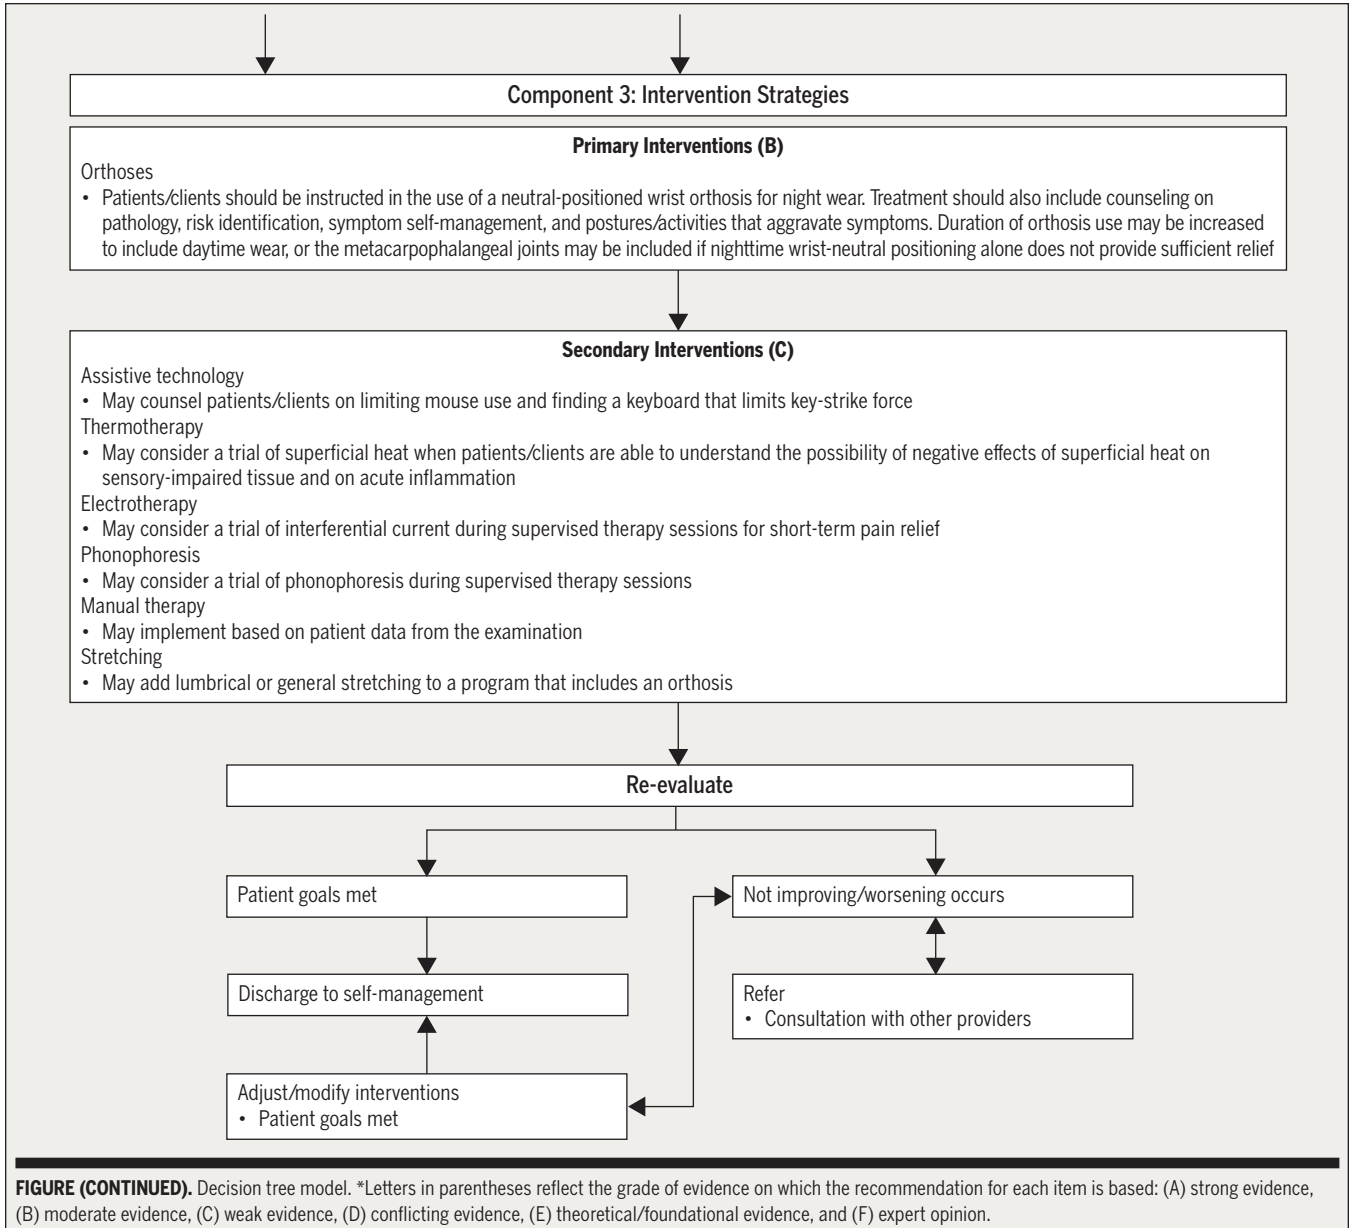 Component 3: Intervention Strategies
Primary Interventions (B)
Orthoses
• Patients/clients should be instructed in the use of a neutral-positioned wrist orthosis for night wear. Treatment should also include counseling on
pathology, risk identification, symptom self-management, and postures/activities that aggravate symptoms. Duration of orthosis use may be increased
to include daytime wear, or the metacarpophalangeal joints may be included if nighttime wrist-neutral positioning alone does not provide sufficient relief
Secondary Interventions (C)
Assistive technology
• May counsel patients/clients on limiting mouse use and finding a keyboard that limits key-strike force
Thermotherapy
• May consider a trial of superficial heat when patients/clients are able to understand the possibility of negative effects of superficial heat on
sensory-impaired tissue and on acute inflammation
Electrotherapy
• May consider a trial of interferential current during supervised therapy sessions for short-term pain relief
Phonophoresis
• May consider a trial of phonophoresis during supervised therapy sessions
Manual therapy
• May implement based on patient data from the examination
Stretching
• May add lumbrical or general stretching to a program that includes an orthosis
Re-evaluate
Patient goals met
Not improving/worsening occurs
Discharge to self-management
Refer
• Consultation with other providers
Adjust/modify interventions
• Patient goals met
FIGURE (CONTINUED). Decision tree model. *Letters in parentheses reflect the grade of evidence on which the recommendation for each item is based: (A) strong evidence,
(B) moderate evidence, (C) weak evidence, (D) conflicting evidence, (E) theoretical/foundational evidence, and (F) expert opinion.